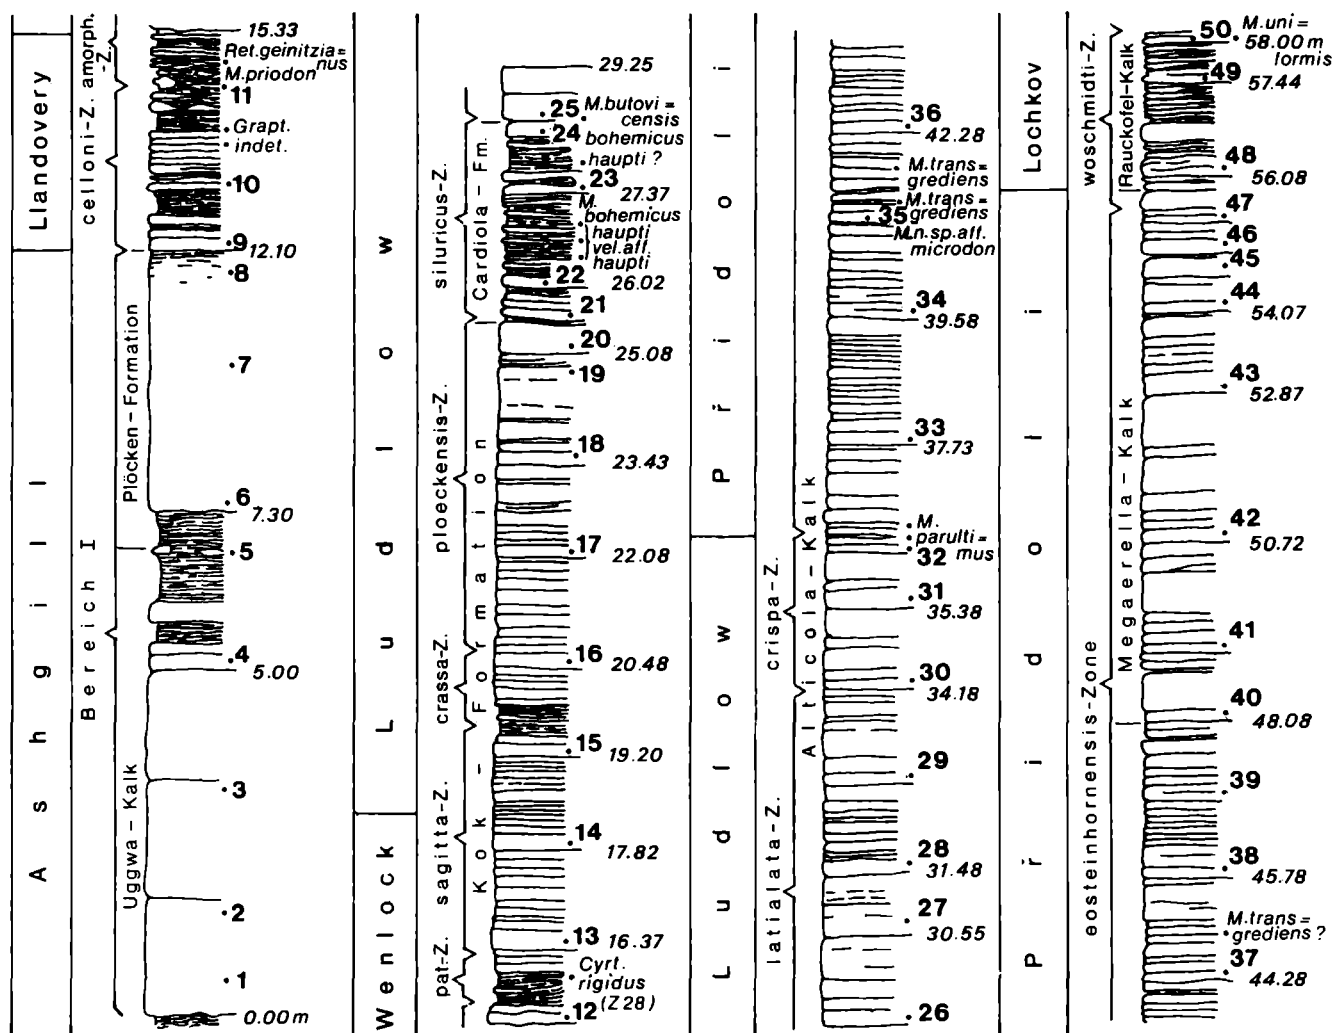 Llandovery
Ashgill
amorph.
-Z.
celloni-Z.
Bereich I
Plöcken-Formation
Uggwa-Kalk
15.33
Ret.geinitzia=
nus
M.priodon
11
Grapt.
indet.
10
9
12.10
8
7
6
7.30
5
4
5.00
3
2
1
0.00m
Ludlow
Wenlock
siluricus-Z.
ploeckensis-Z.
crassa-Z.
sagitta-Z.
pat-Z.
Cardiola-Fm.
Kok-Formation
29.25
25
M.butovi=
censis
24
bohemicus
haupti ?
23
27.37
M.
bohemicus
haupti
vel.aff.
haupti
22
26.02
21
20
25.08
19
18
23.43
17
22.08
16
20.48
15
19.20
14
17.82
13
16.37
Cyrt.
rigidus
(Z28)
12
Přídolí
Ludlow
crispa-Z.
latialata-Z.
Alticola-Kalk
36
42.28
M.trans=
grediens
M.trans=
35
grediens
M.n.sp.aff.
microdon
34
39.58
33
37.73
M.
parulti=
mus
32
31
35.38
30
34.18
29
28
31.48
27
30.55
26
Lochkov
Přídolí
woschmidti-Z.
eosteinhornensis-Zone
Rauckofel-Kalk
Megaerella-Kalk
50
M.uni=
58.00m
formis
49
57.44
48
56.08
47
46
45
44
54.07
43
52.87
42
50.72
41
40
48.08
39
38
45.78
M.trans=
grediens ?
37
44.28